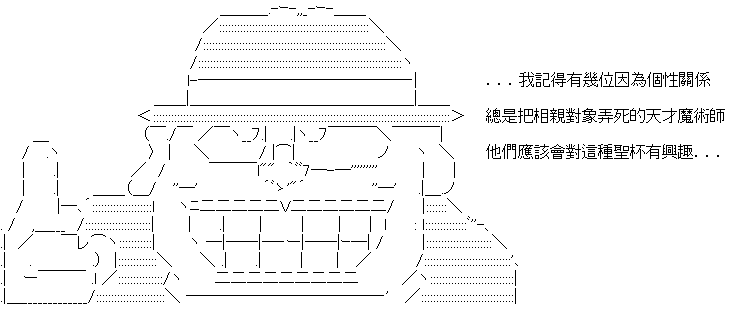 ...我記得有幾位因為個性關係
總是把相親對象弄死的天才魔術師
他們應該會對這種聖杯有興趣...